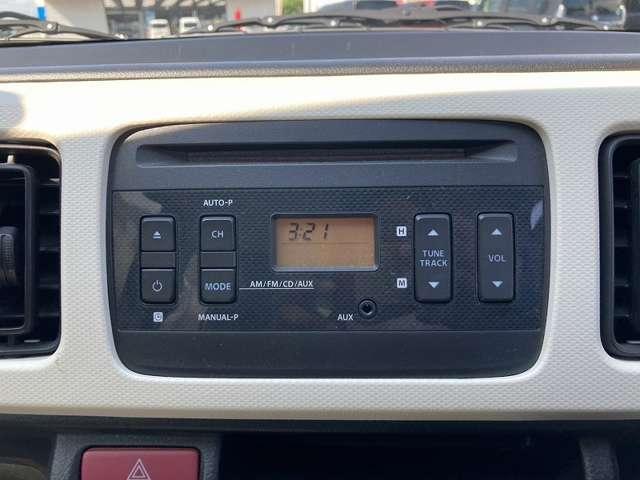 AUTO-P
CH
3:21
H
TUNE
TRACK
VOL
MODE
AM/FM/CD/AUX
M
MANUAL-P
AUX